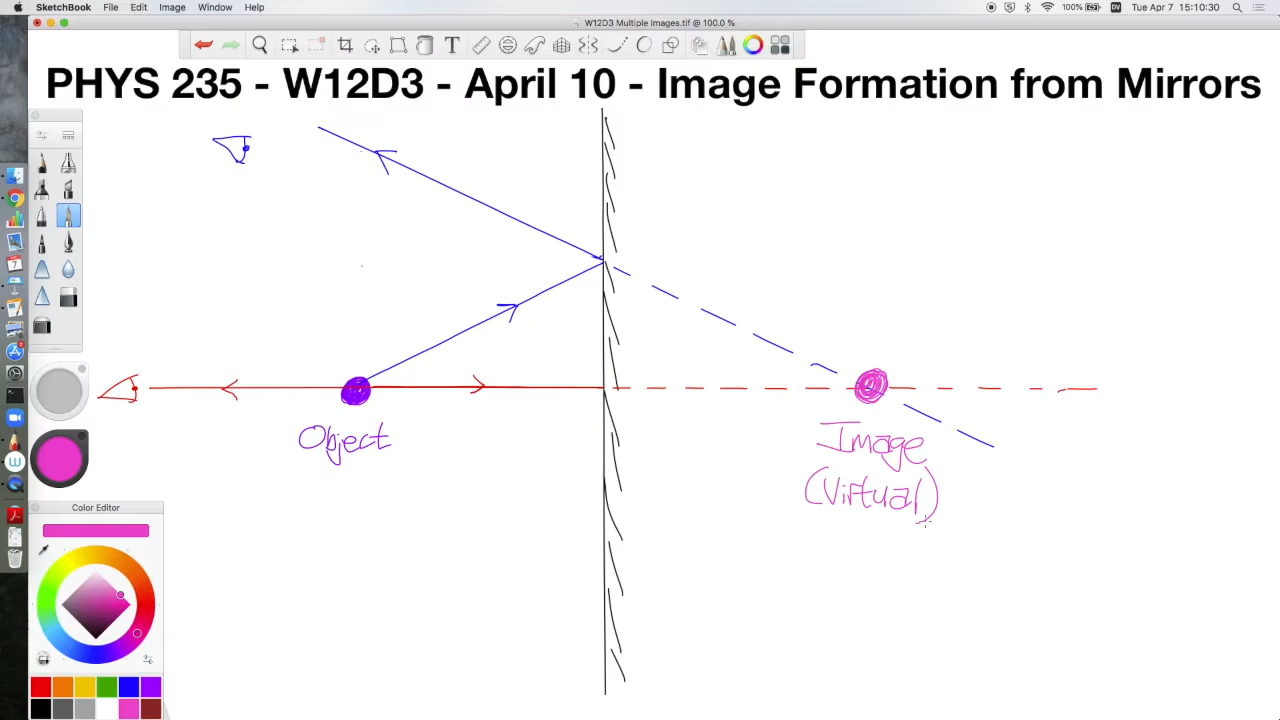 SketchBook File Edit Image Window Help 100% Tue Apr 7 15:10:30
W12D3 Multiple Images.tif @ 100.0 %
PHYS 235 - W12D3 - April 10 - Image Formation from Mirrors
Object
Image
(Virtual)
Color Editor